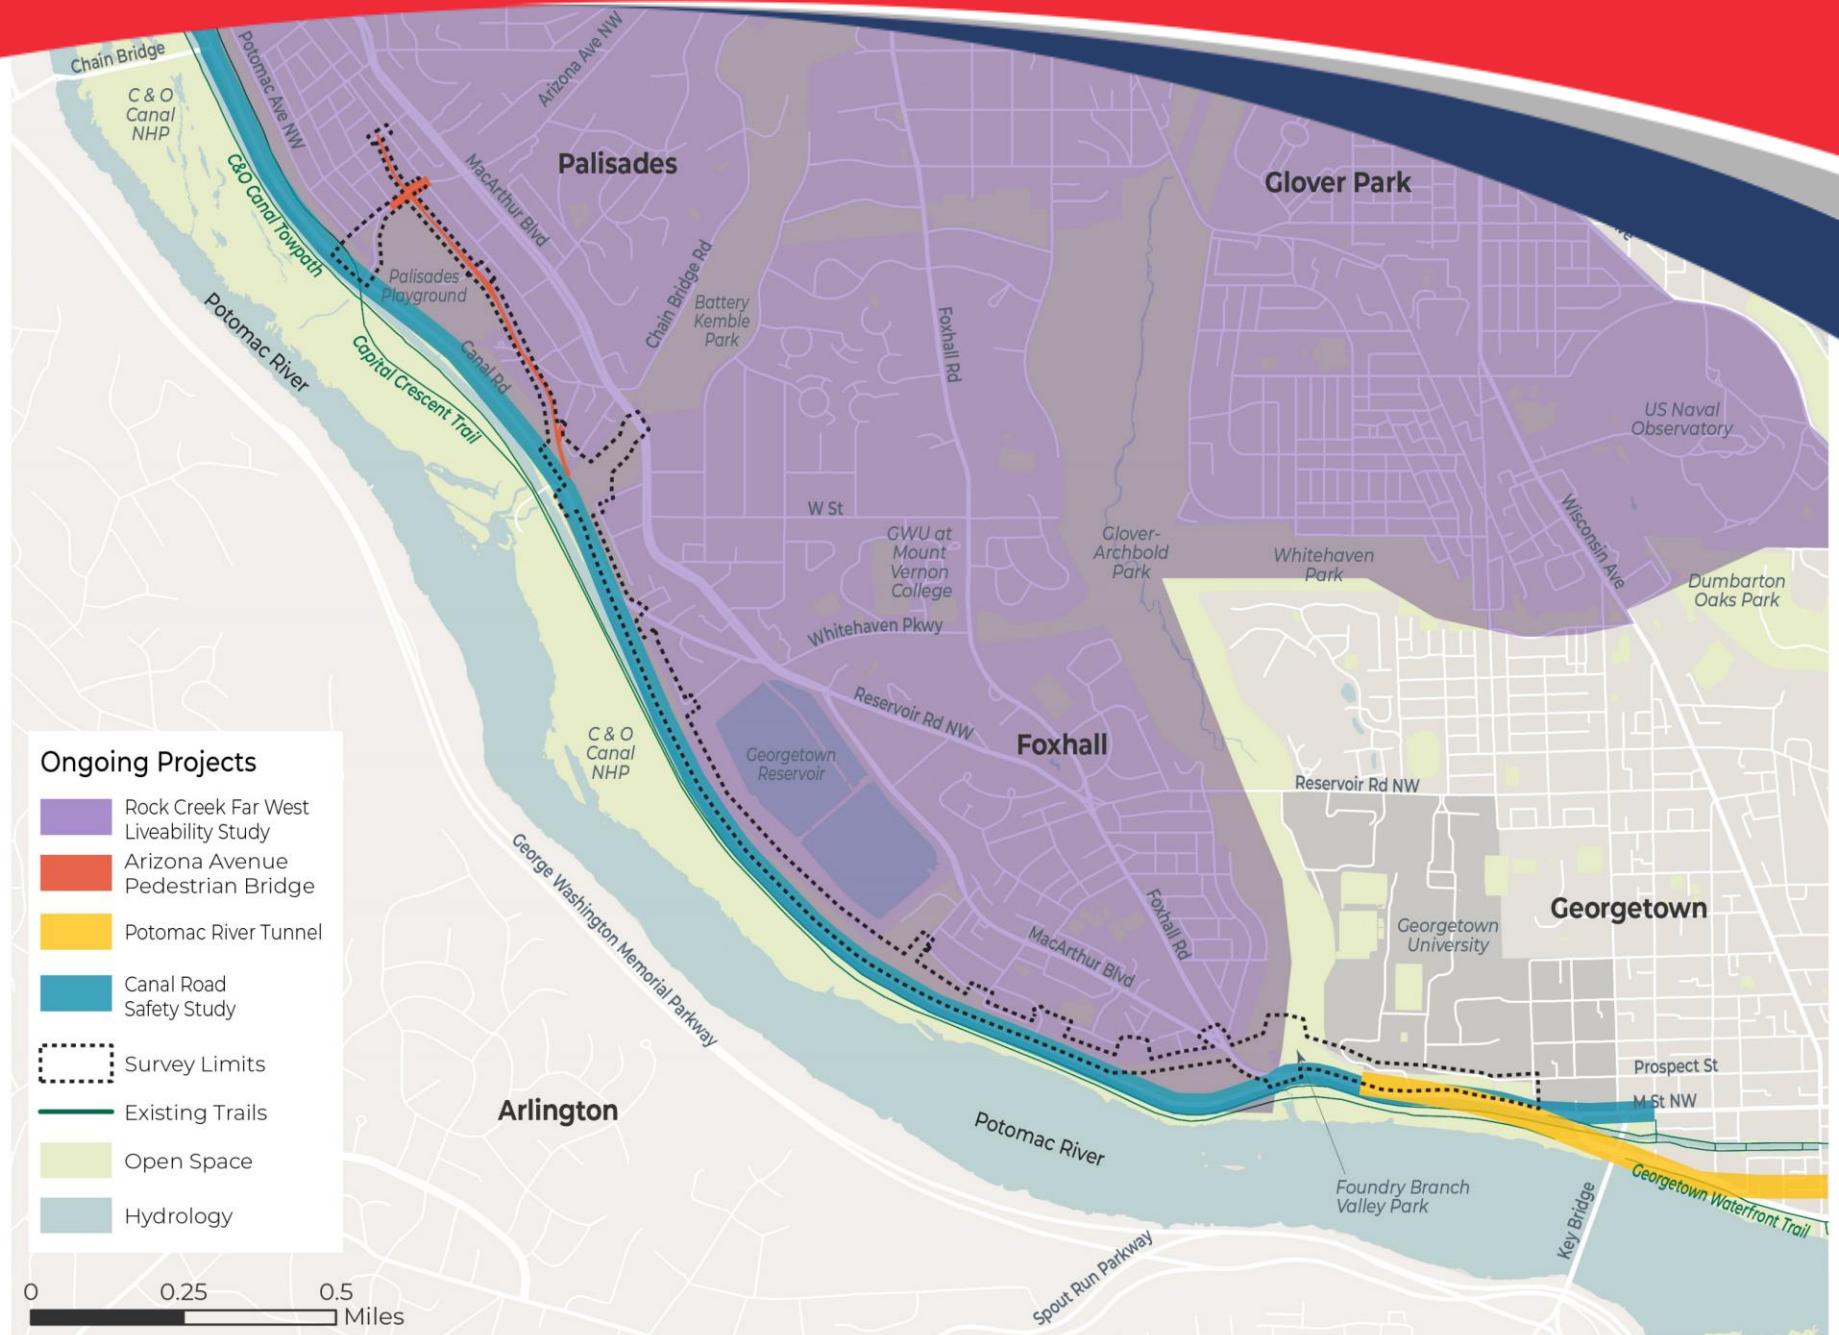 Chain Bridge
C & O
Canal
NHP
Potomac Ave NW
Arizona Ave NW
C&O Canal Towpath
MacArthur Blvd
Palisades
Glover Park
Palisades
Playground
Chain Bridge Rd
Battery
Kemble
Park
Potomac River
Capital Crescent Trail
Canal Rd
Foxhall Rd
US Naval
Observatory
W St
GWU at
Mount
Vernon
College
Glover-
Archbold
Park
Whitehaven
Park
Wisconsin Ave
Dumbarton
Oaks Park
Whitehaven Pkwy
Reservoir Rd NW
Foxhall
C & O
Canal
NHP
Georgetown
Reservoir
Reservoir Rd NW
George Washington Memorial Parkway
Foxhall Rd
MacArthur Blvd
Georgetown
Georgetown
University
Prospect St
M St NW
Arlington
Potomac River
Foundry Branch
Valley Park
Georgetown Waterfront Trail
Key Bridge
Spout Run Parkway
Ongoing Projects
Rock Creek Far West
Liveability Study
Arizona Avenue
Pedestrian Bridge
Potomac River Tunnel
Canal Road
Safety Study
Survey Limits
Existing Trails
Open Space
Hydrology
0 0.25 0.5
Miles